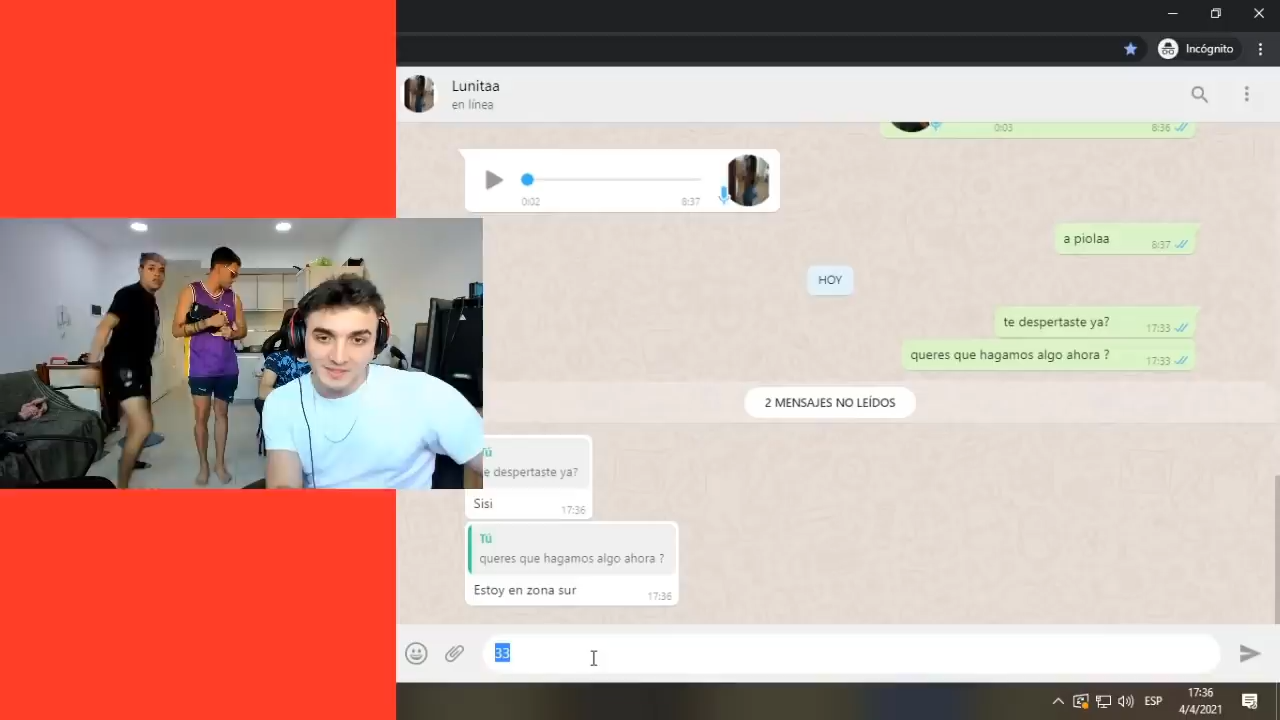 Incógnito
Lunitaa
en línea
0:03 8:36
0:02 8:37
a piolaa 8:37
HOY
te despertaste ya? 17:33
queres que hagamos algo ahora ? 17:33
2 MENSAJES NO LEÍDOS
despertaste ya?
Sisi 17:36
Tú
queres que hagamos algo ahora ?
Estoy en zona sur 17:36
33
ESP
17:36
4/4/2021